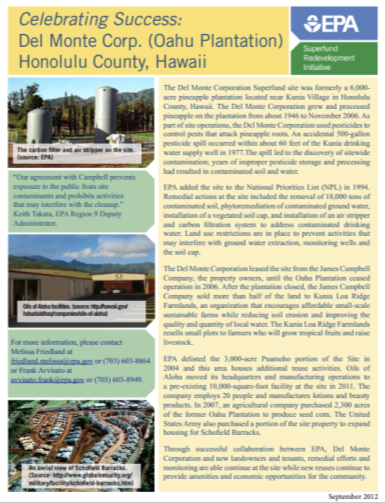 Celebrating Success:
Del Monte Corp. (Oahu Plantation)
Honolulu County, Hawaii
EPA
Superfund
Redevelopment
Initiative
The carbon filter and air stripper on the site.
(source: EPA)
"Our agreement with Campbell prevents
exposure to the public from site
contaminants and prohibits activities
that may interfere with the cleanup."
Keith Takata, EPA Region 9 Deputy
Administrator.
Oils of Aloha facilities. (source: http://hawaii.gov/
For more information, please contact
Melissa Friedland at
friedland.melissa@epa.gov or (703) 603-8864
or Frank Avvisato at
avvisato.frank@epa.gov or (703) 603-8949.
An aerial view of Schofield Barracks.
(Source: http://www.globalsecurity.org/
military/facility/schofield-barracks.htm)
The Del Monte Corporation Superfund site was formerly a 6,000-
acre pineapple plantation located near Kunia Village in Honolulu
County, Hawaii. The Del Monte Corporation grew and processed
pineapple on the plantation from about 1946 to November 2006. As
part of site operations, the Del Monte Corporation used pesticides to
control pests that attack pineapple roots. An accidental 500-gallon
pesticide spill occurred within about 60 feet of the Kunia drinking
water supply well in 1977. The spill led to the discovery of sitewide
contamination; years of improper pesticide storage and processing
had resulted in contaminated soil and water.
EPA added the site to the National Priorities List (NPL) in 1994.
Remedial actions at the site included the removal of 18,000 tons of
contaminated soil, phytoremediation of contaminated ground water,
installation of a vegetated soil cap, and installation of an air stripper
and carbon filtration system to address contaminated drinking
water. Land use restrictions are in place to prevent activities that
may interfere with ground water extraction, monitoring wells and
the soil cap.
The Del Monte Corporation leased the site from the James Campbell
Company, the property owners, until the Oahu Plantation ceased
operation in 2006. After the plantation closed, the James Campbell
Company sold more than half of the land to Kunia Loa Ridge
Farmlands, an organization that encourages affordable small-scale
sustainable farms while reducing soil erosion and improving the
quality and quantity of local water. The Kunia Loa Ridge Farmlands
resells small plots to farmers who will grow tropical fruits and raise
livestock.
EPA delisted the 3,000-acre Poamoho portion of the Site in
2004 and this area houses additional reuse activities. Oils of
Aloha moved its headquarters and manufacturing operations to
a pre-existing 10,000-square-foot facility at the site in 2011. The
company employs 20 people and manufactures lotions and beauty
products. In 2007, an agricultural company purchased 2,300 acres
of the former Oahu Plantation to produce seed corn. The United
States Army also purchased a portion of the site property to expand
housing for Schofield Barracks.
Through successful collaboration between EPA, Del Monte
Corporation and new landowners and tenants, remedial efforts and
monitoring are able continue at the site while new reuses continue to
provide amenities and economic opportunities for the community.
September 2012